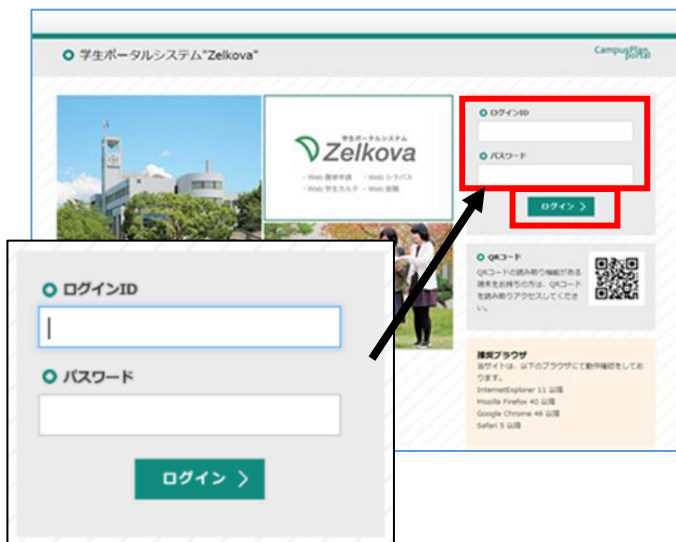 学生ポータルシステム"Zelkova"
CampusPlan
portal
学生ポータルシステム
Zelkova
・Web 履修申請 ・Web シラバス
・Web 学生カルテ ・Web 就職
ログインID
パスワード
ログイン >
QRコード
QRコードの読み取り機能がある
端末をお持ちの方は、QRコード
を読み取りアクセスしてくださ
い。
推奨ブラウザ
当サイトは、以下のブラウザにて動作確認をしてお
ります。
InternetExplorer 11 以降
Mozilla Firefox 40 以降
Google Chrome 46 以降
Safari 5 以降
ログインID
パスワード
ログイン >